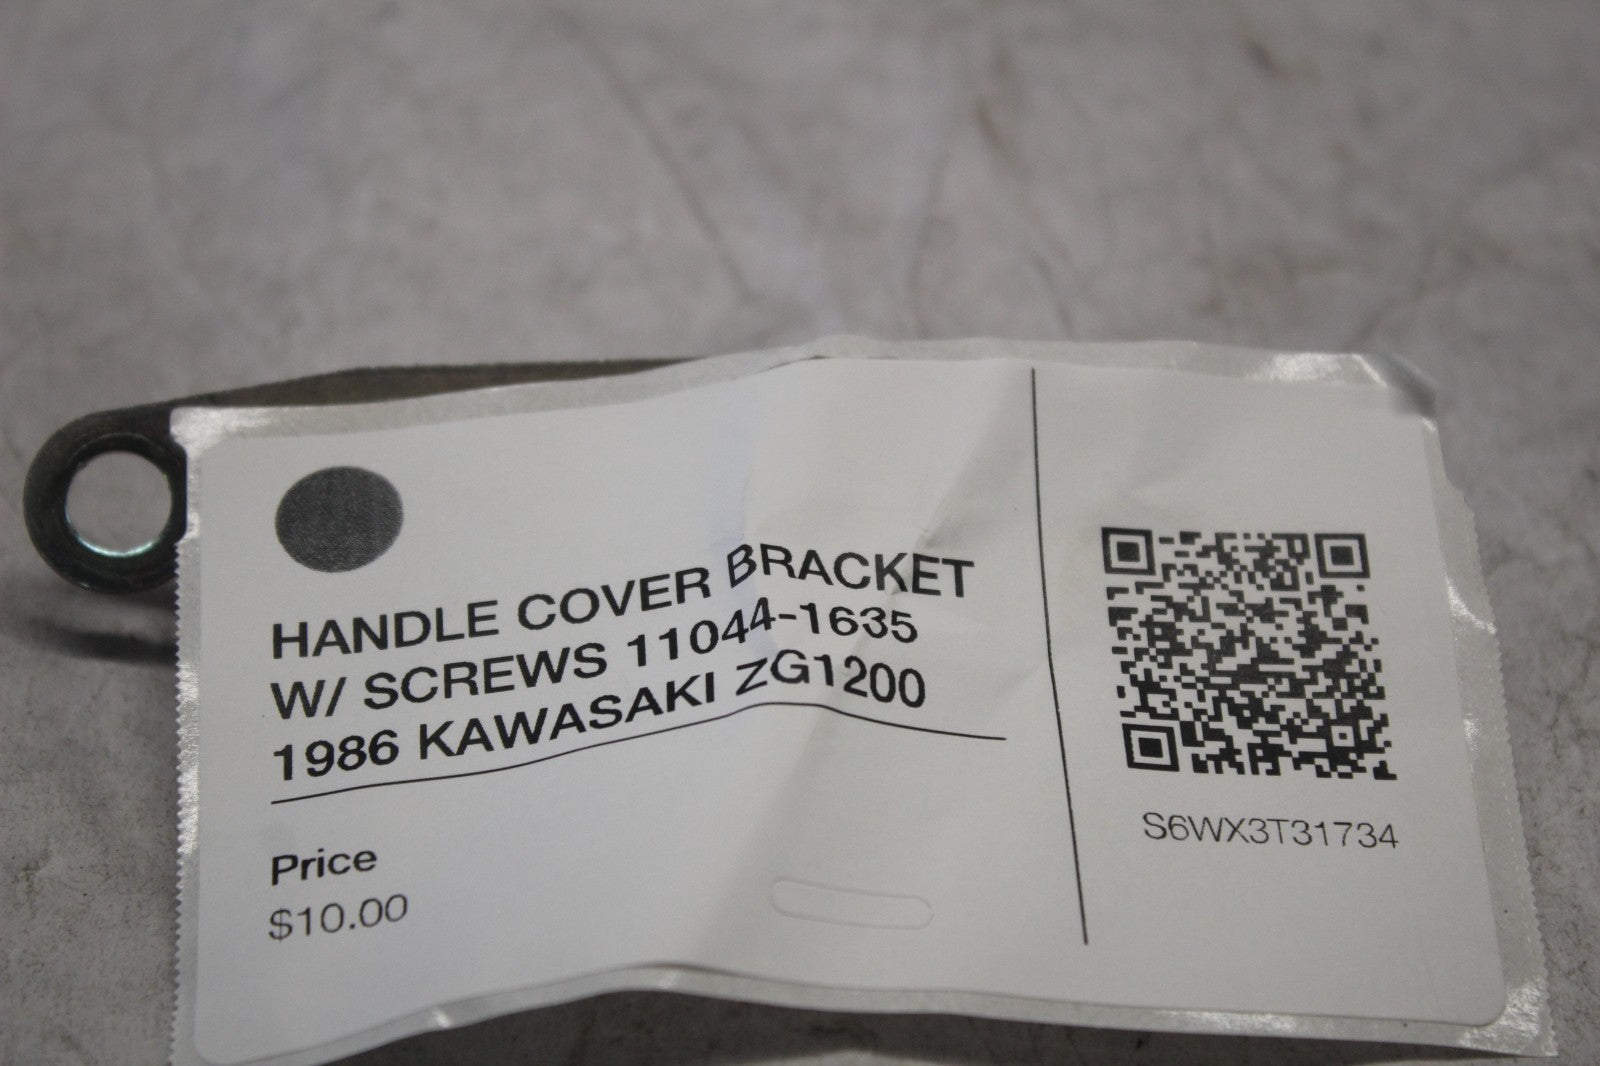 HANDLE COVER BRACKET
W/ SCREWS 11044-1635
1986 KAWASAKI ZG1200
Price
$10.00
S6WX3T31734